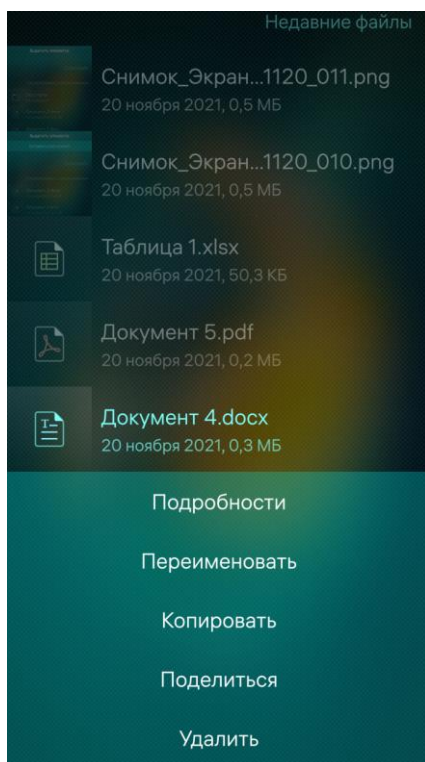 Недавние файлы
Снимок_Экран...1120_011.png
20 ноября 2021, 0,5 МБ
Снимок_Экран...1120_010.png
20 ноября 2021, 0,5 МБ
Таблица 1.xlsx
20 ноября 2021, 50,3 КБ
Документ 5.pdf
20 ноября 2021, 0,2 МБ
Документ 4.docx
20 ноября 2021, 0,3 МБ
Подробности
Переименовать
Копировать
Поделиться
Удалить